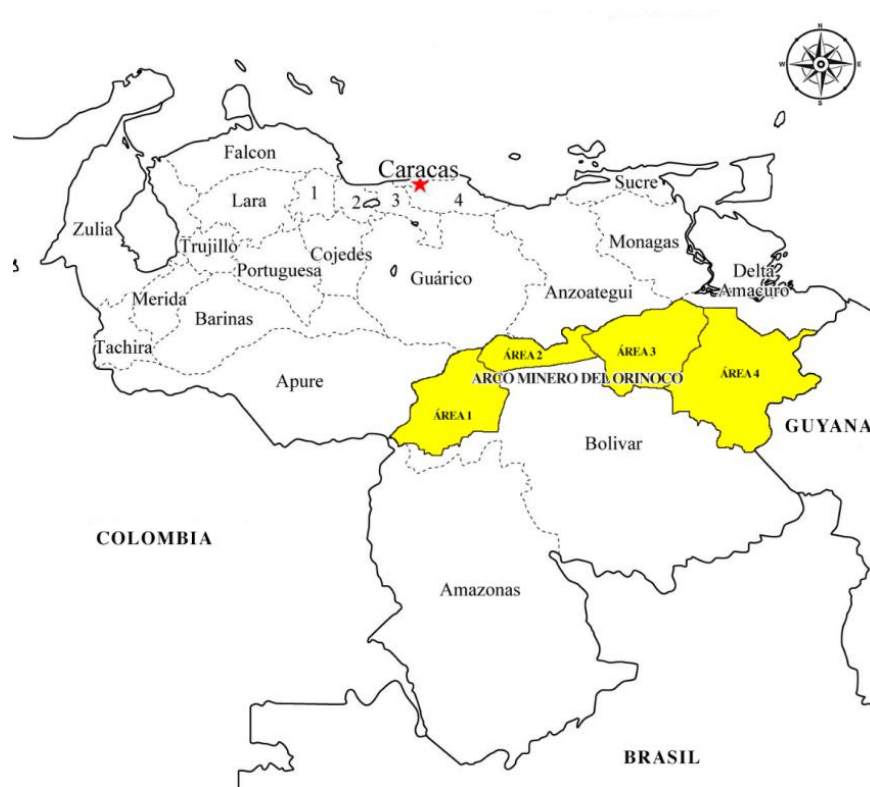 N
W
E
S
Falcon
Caracas
Sucre
Lara
1
2
3
4
Zulia
Trujillo
Cojedes
Monagas
Portuguesa
Guárico
Delta
Amacuro
Merida
Barinas
Anzoategui
Tachira
Apure
ÁREA 2
ÁREA 3
ÁREA 4
ARCO MINERO DEL ORINOCO
ÁREA 1
GUYANA
Bolivar
COLOMBIA
Amazonas
BRASIL